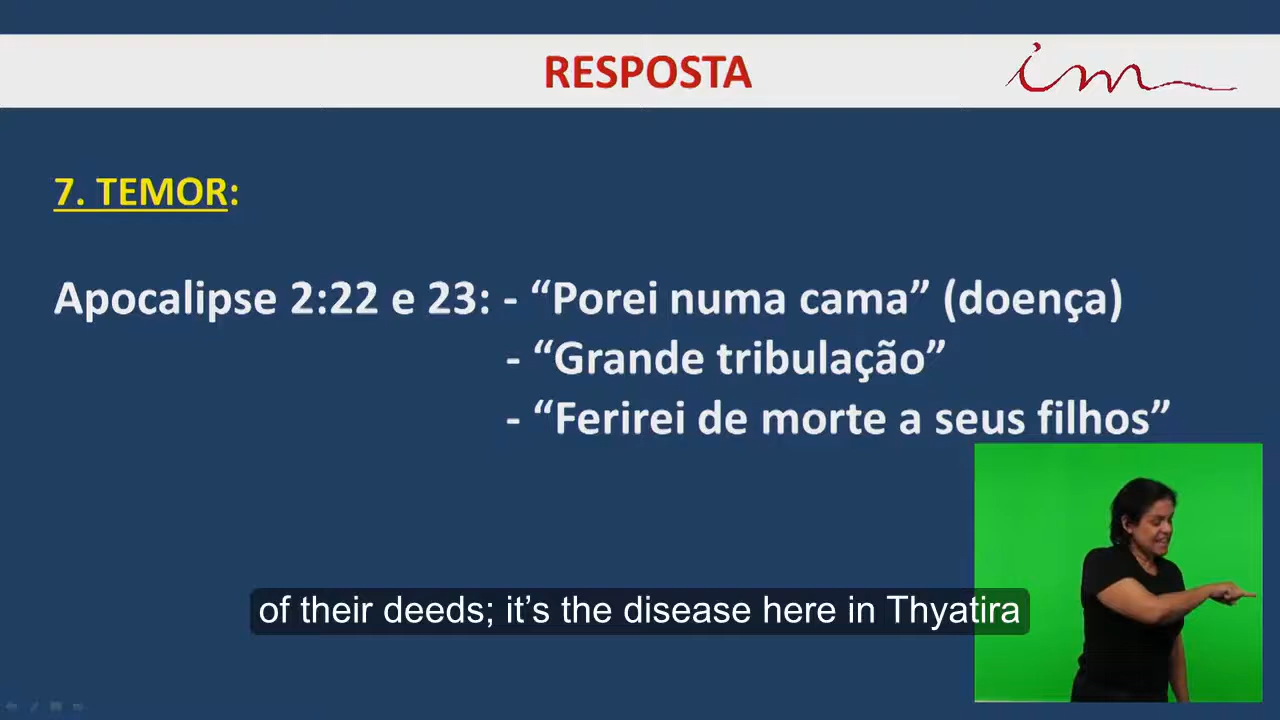 RESPOSTA
im
7. TEMOR:
Apocalipse 2:22 e 23: - “Porei numa cama” (doença)
- “Grande tribulação”
- “Ferirei de morte a seus filhos”
of their deeds; it’s the disease here in Thyatira